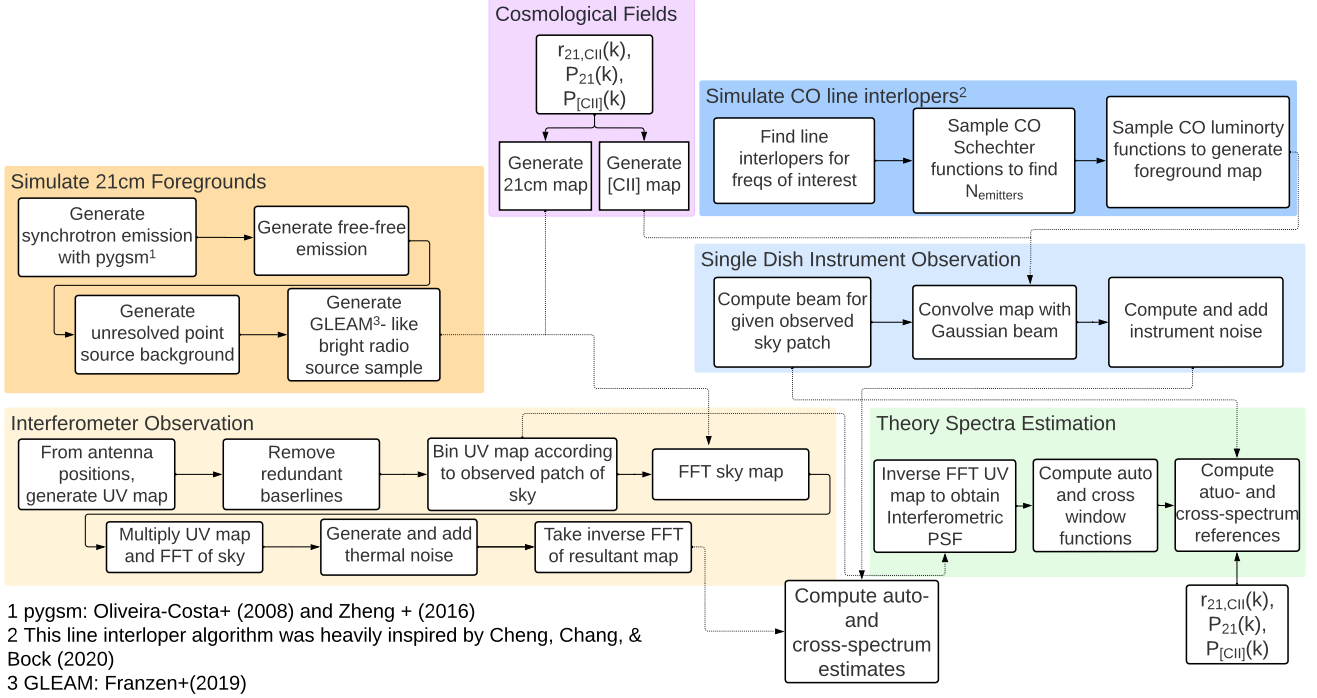 Cosmological Fields
r21,CII(k),
P21(k),
P[CII](k)
Generate
21cm map
Generate
[CII] map
Simulate CO line interlopers2
Find line
interlopers for
freqs of interest
Sample CO
Schechter
functions to find
Nemitters
Sample CO luminorty
functions to generate
foreground map
Simulate 21cm Foregrounds
Generate
synchrotron emission
with pygsm1
Generate free-free
emission
Generate
unresolved point
source background
Generate
GLEAM3- like
bright radio
source sample
Single Dish Instrument Observation
Compute beam for
given observed
sky patch
Convolve map with
Gaussian beam
Compute and add
instrument noise
Interferometer Observation
From antenna
positions,
generate UV map
Remove
redundant
baserlines
Bin UV map according
to observed patch of
sky
FFT sky map
Multiply UV map
and FFT of sky
Generate and add
thermal noise
Take inverse FFT
of resultant map
Theory Spectra Estimation
Inverse FFT UV
map to obtain
Interferometric
PSF
Compute auto
and cross
window
functions
Compute
atuo- and
cross-spectrum
references
Compute auto-
and
cross-spectrum
estimates
r21,CII(k),
P21(k),
P[CII](k)
1 pygsm: Oliveira-Costa+ (2008) and Zheng + (2016)
2 This line interloper algorithm was heavily inspired by Cheng, Chang, &
Bock (2020)
3 GLEAM: Franzen+(2019)